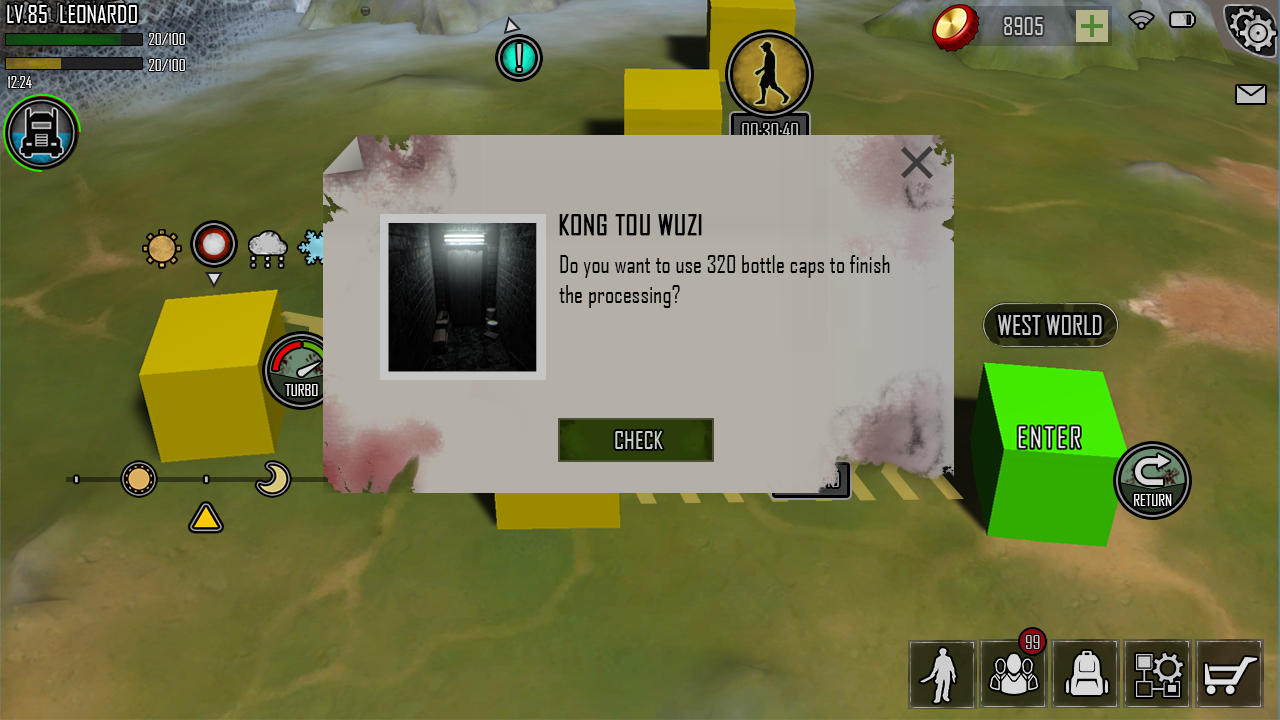 LV.85 LEONARDO
20/100
20/100
12:24
8905
00:30:40
KONG TOU WUZI
Do you want to use 320 bottle caps to finish
the processing?
CHECK
TURBO
WEST WORLD
ENTER
RETURN
99